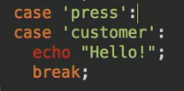 case 'press':
case 'customer':
echo "Hello!";
break;